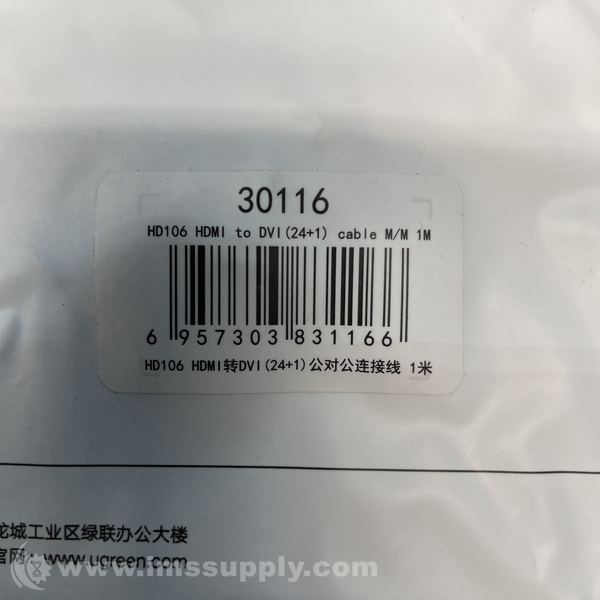 30116
HD106 HDMI to DVI(24+1) cable M/M 1M
6 957303 831166
HD106 HDMI转DVI(24+1)公对公连接线 1米
龙城工业区绿联办公大楼
官网：www.ugreen.com
www.imssupply.com